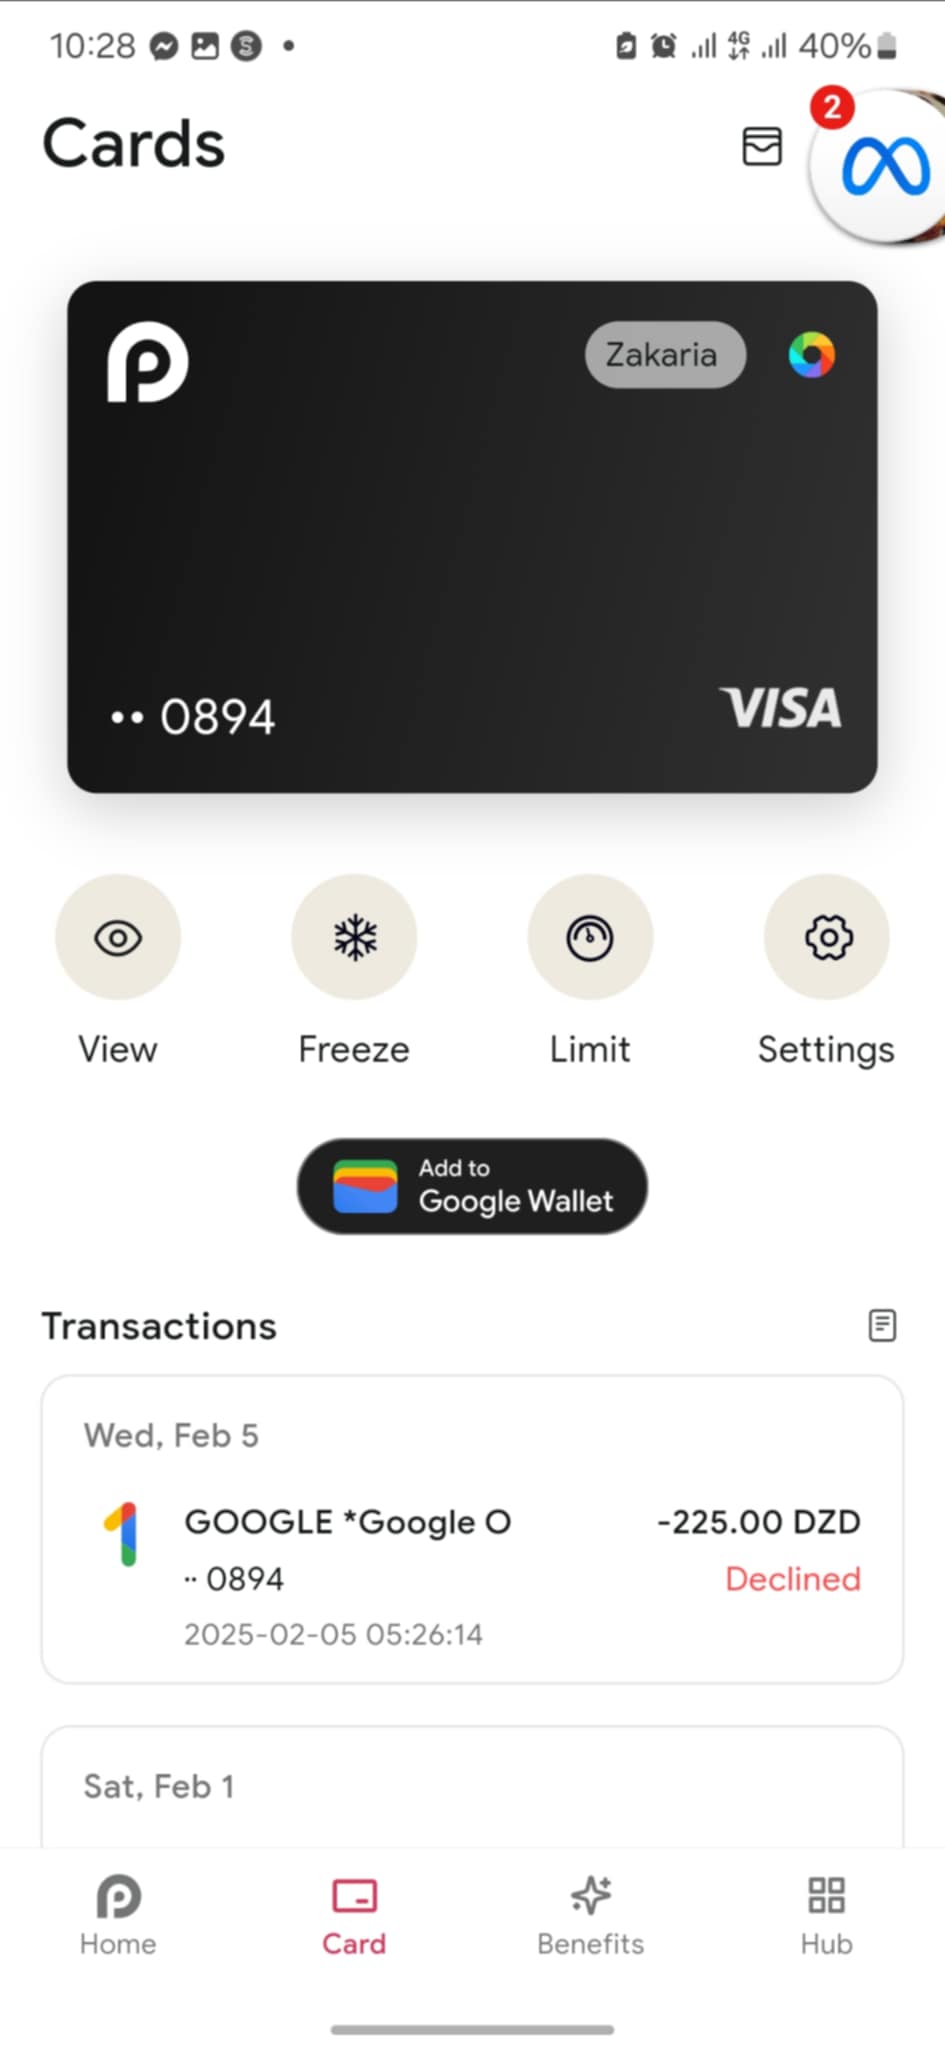 10:28
4G
40%
Cards
2
Zakaria
•• 0894
VISA
View
Freeze
Limit
Settings
Add to
Google Wallet
Transactions
Wed, Feb 5
GOOGLE *Google O
-225.00 DZD
·· 0894
Declined
2025-02-05 05:26:14
Sat, Feb 1
Home
Card
Benefits
Hub